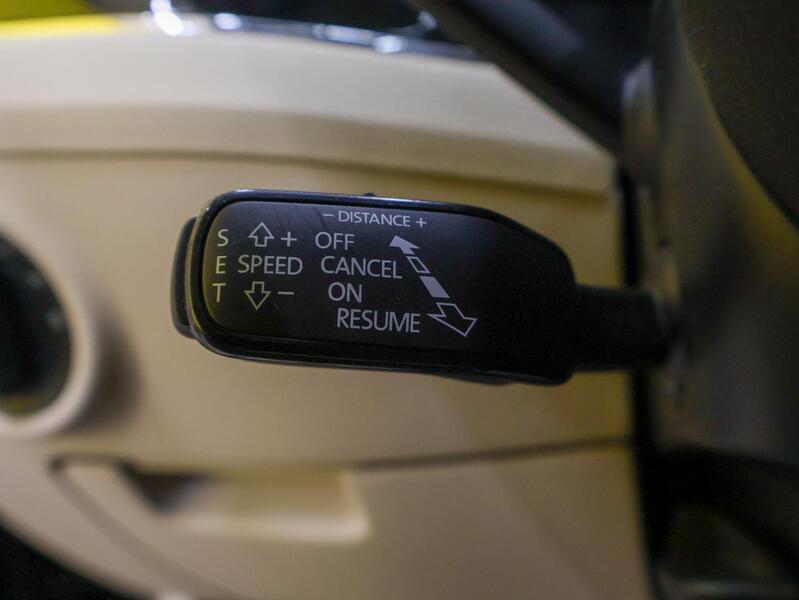 - DISTANCE +
S + OFF
E SPEED CANCEL
T - ON
RESUME